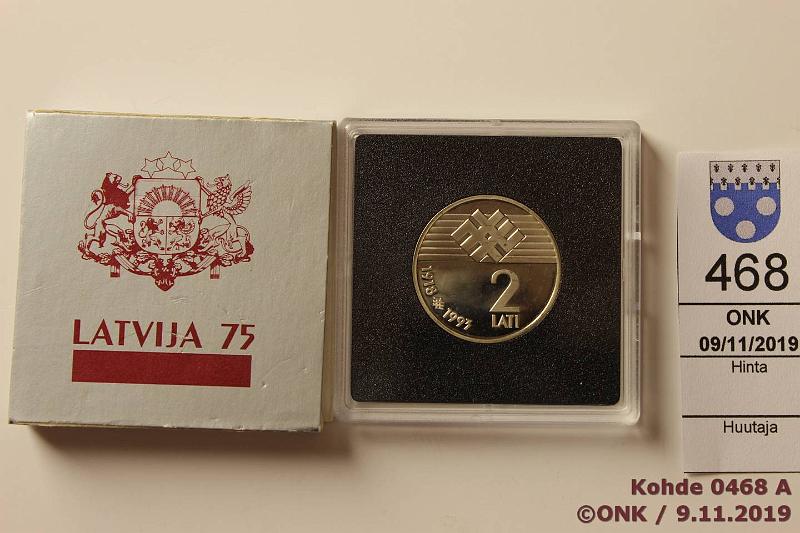 LATVIJA 75
2
LATI
1918 1993
468
ONK
09/11/2019
Hinta
Huutaja
Kohde 0468 A
©ONK / 9.11.2019